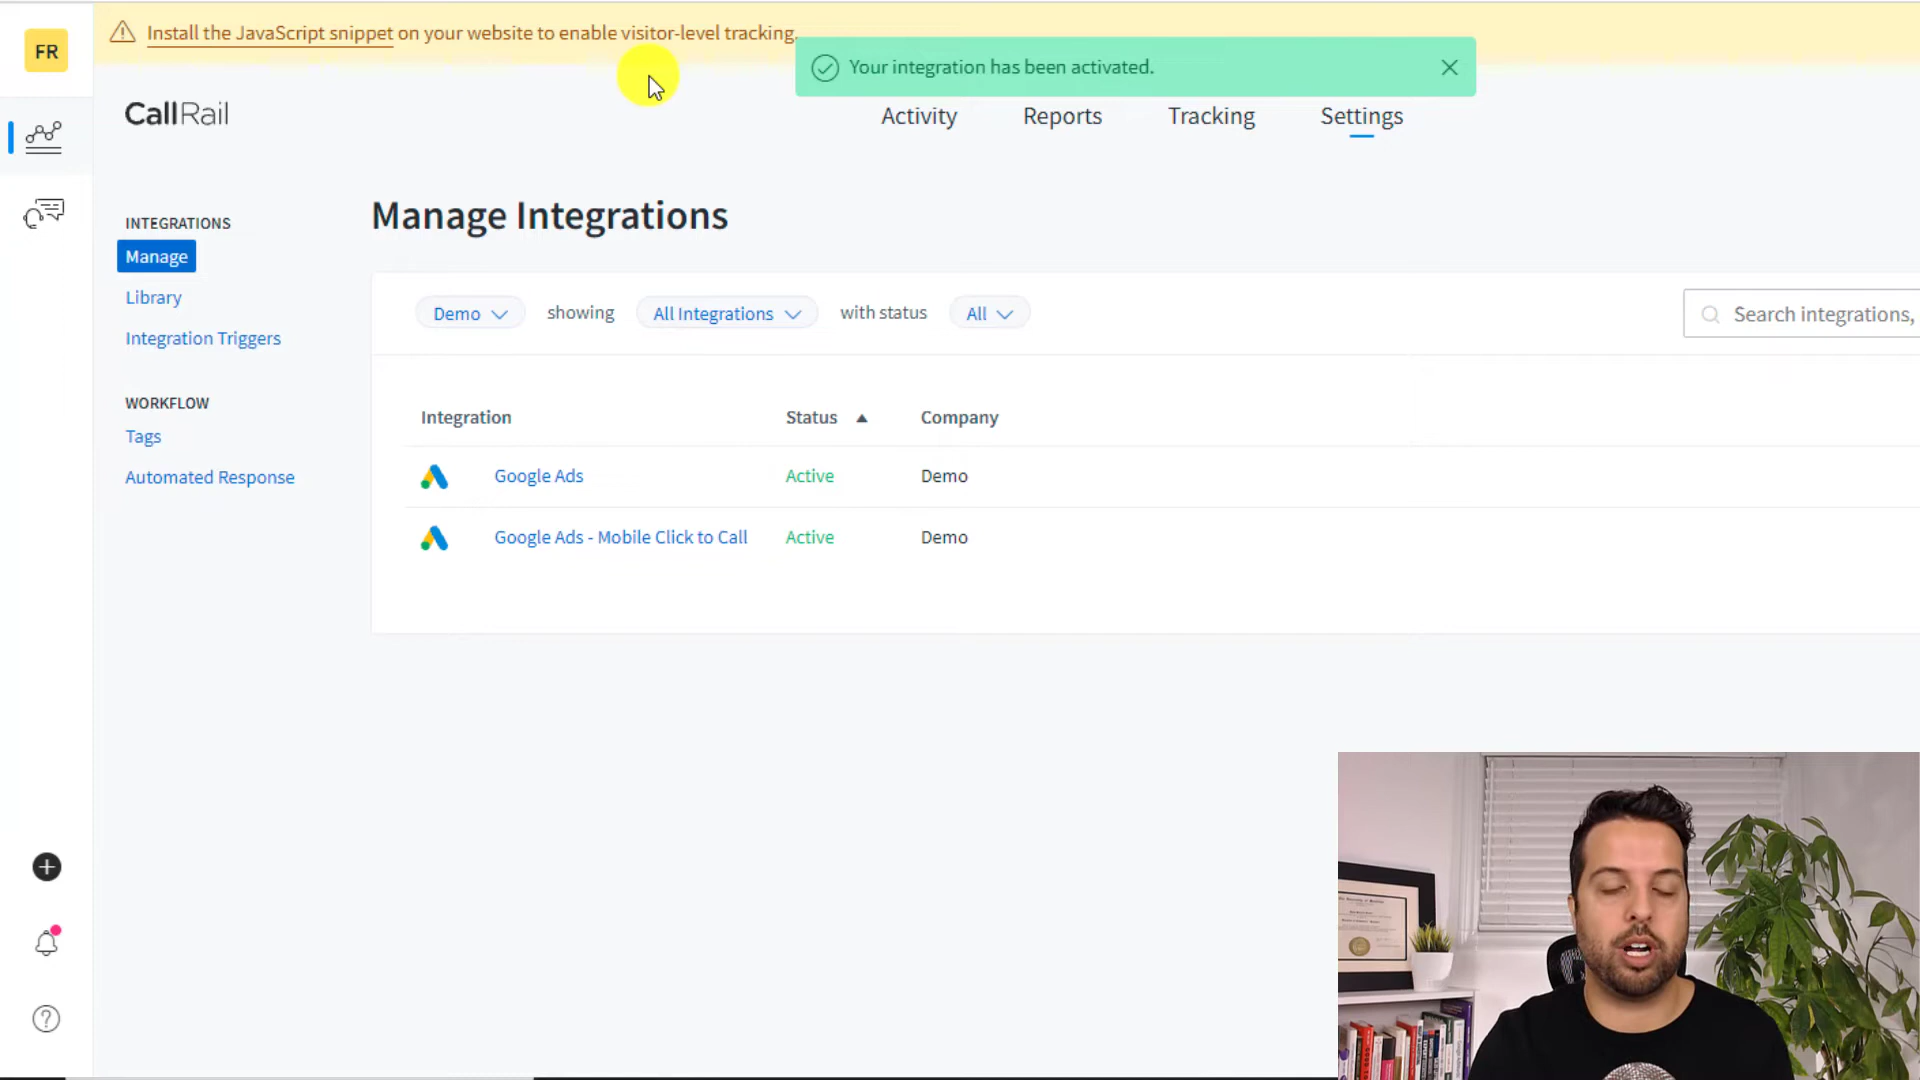 FR
Install the JavaScript snippet on your website to enable visitor-level tracking.
Your integration has been activated.
CallRail
Activity Reports Tracking Settings
INTEGRATIONS
Manage
Library
Integration Triggers
WORKFLOW
Tags
Automated Response
Manage Integrations
Demo showing All Integrations with status All
Search integrations,
Integration Status Company
Google Ads Active Demo
Google Ads - Mobile Click to Call Active Demo